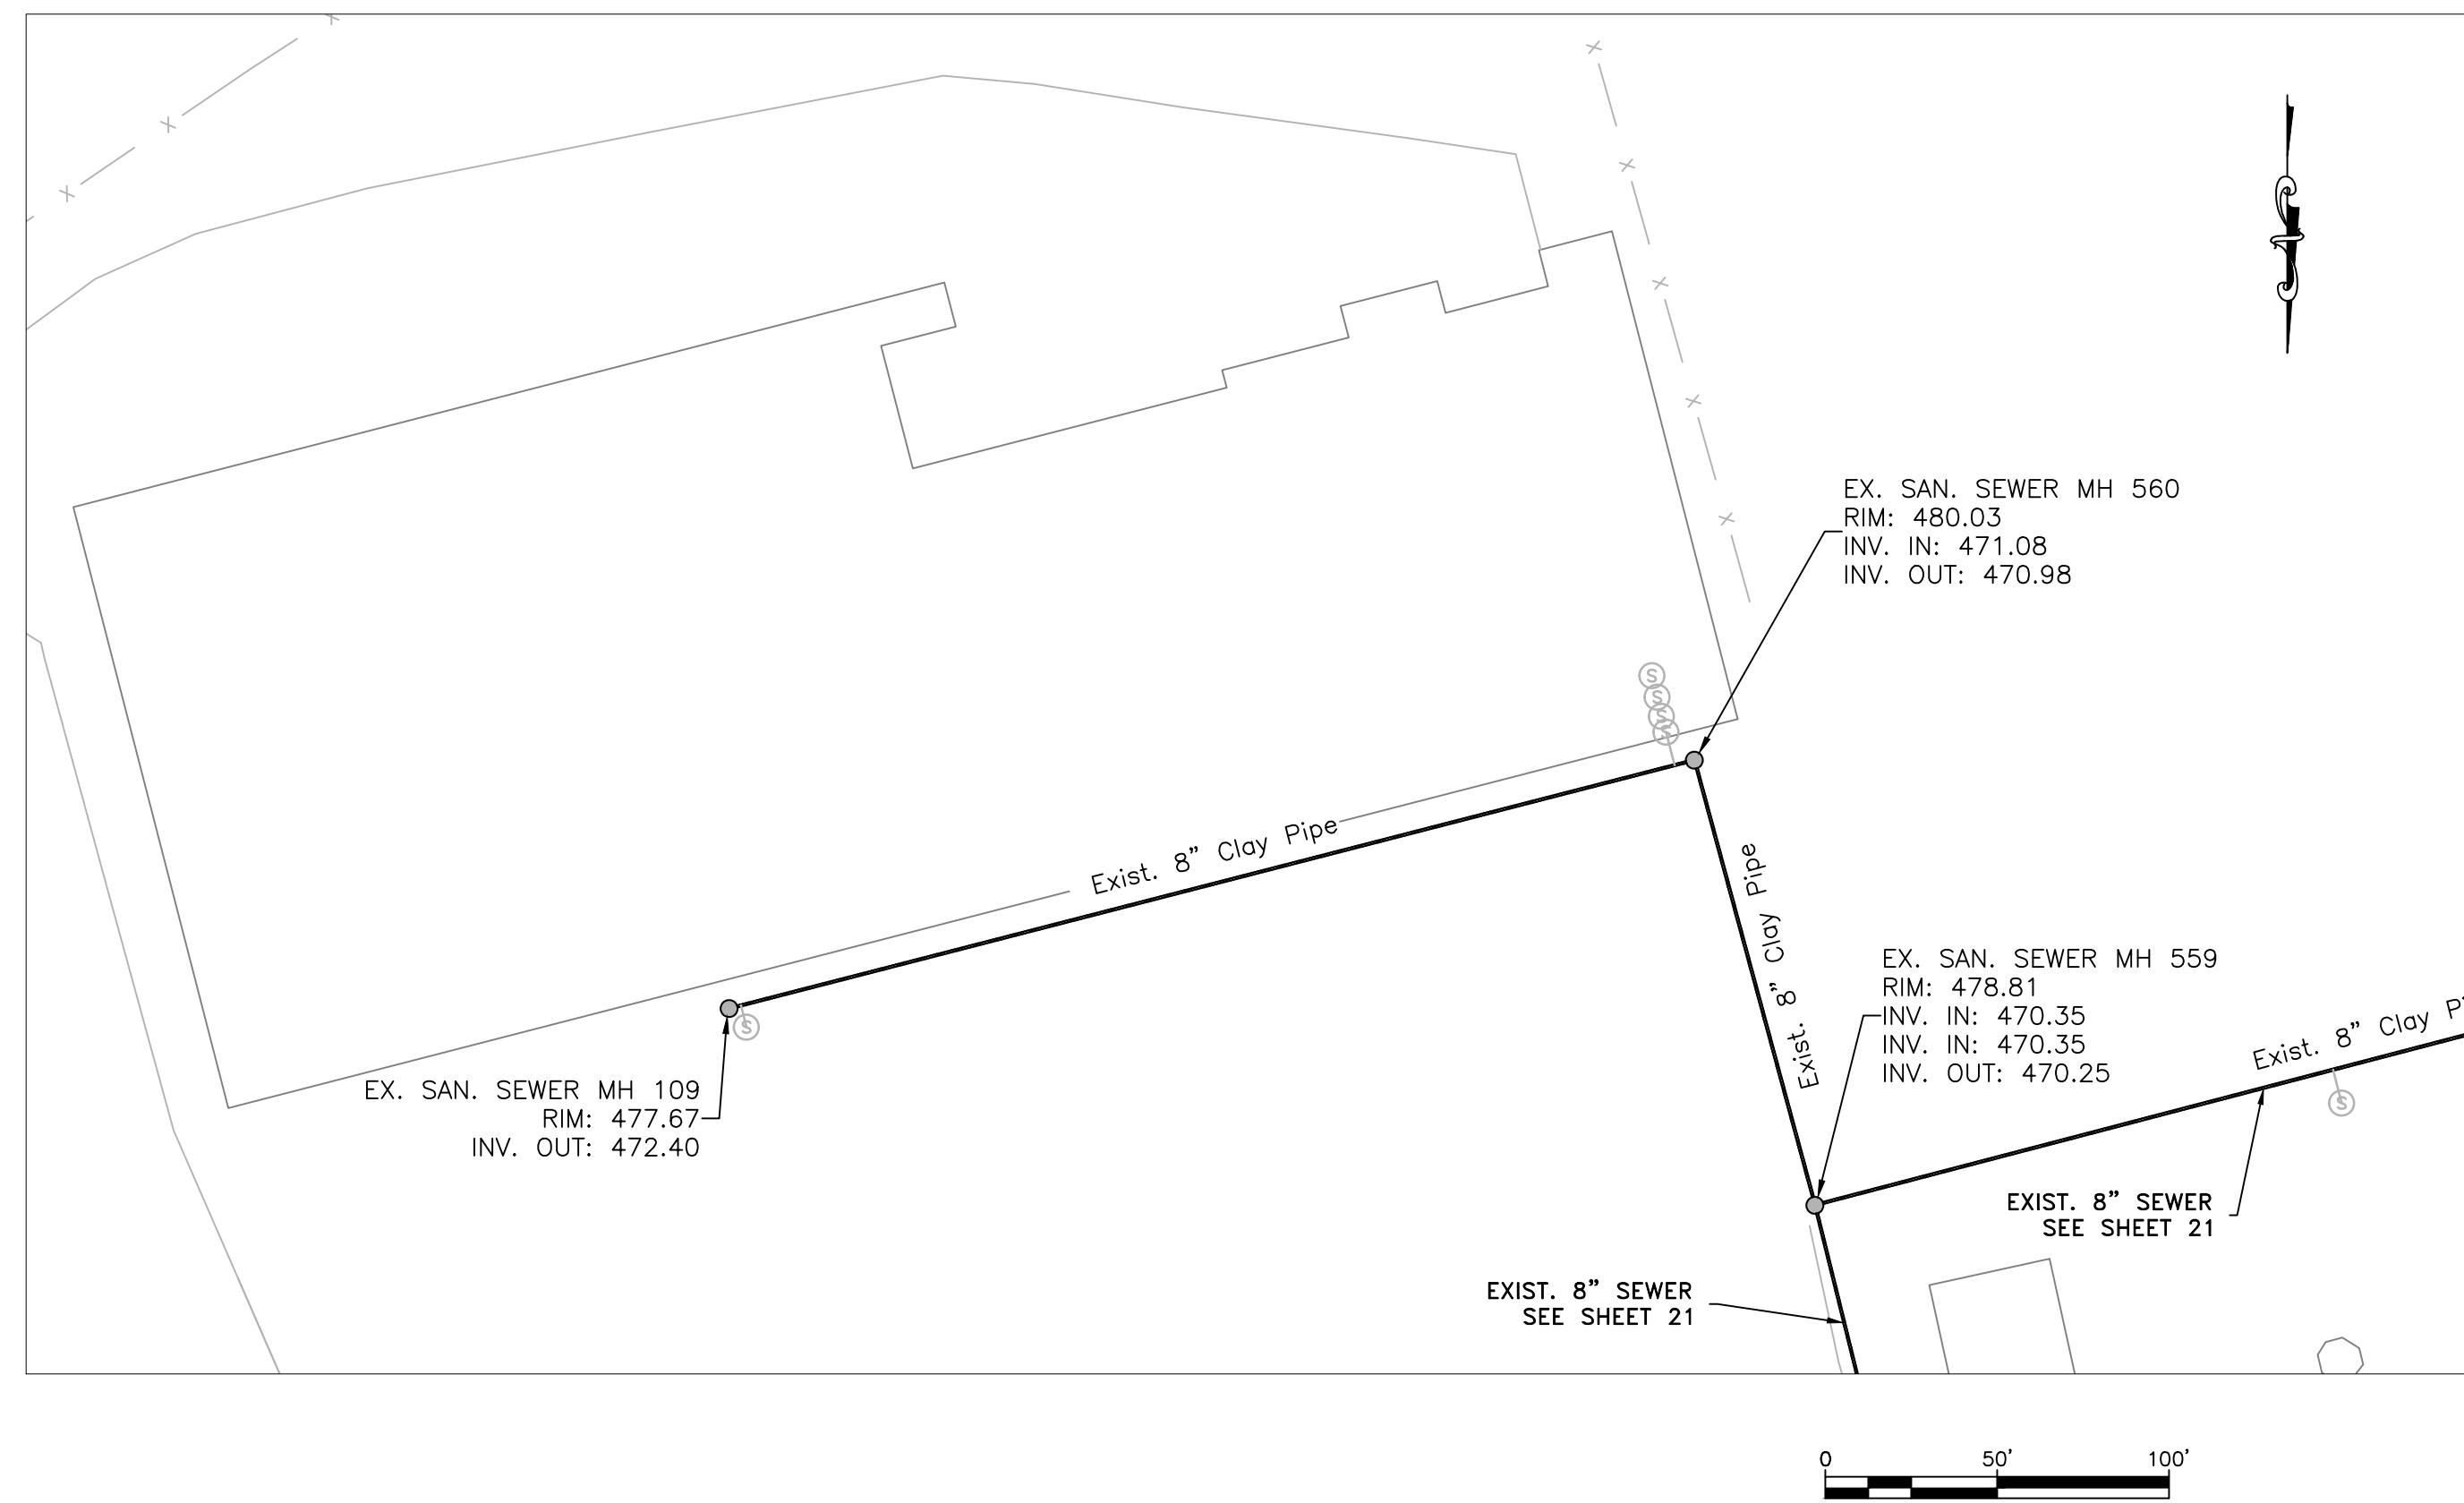 EX. SAN. SEWER MH 560
RIM: 480.03
INV. IN: 471.08
INV. OUT: 470.98
S
S
S
S
Exist. 8” Clay Pipe
Exist. 8” Clay Pipe
EX. SAN. SEWER MH 559
RIM: 478.81
INV. IN: 470.35
INV. IN: 470.35
INV. OUT: 470.25
S
EX. SAN. SEWER MH 109
RIM: 477.67
INV. OUT: 472.40
Exist. 8” Clay P
S
EXIST. 8” SEWER
SEE SHEET 21
EXIST. 8” SEWER
SEE SHEET 21
0 50' 100'